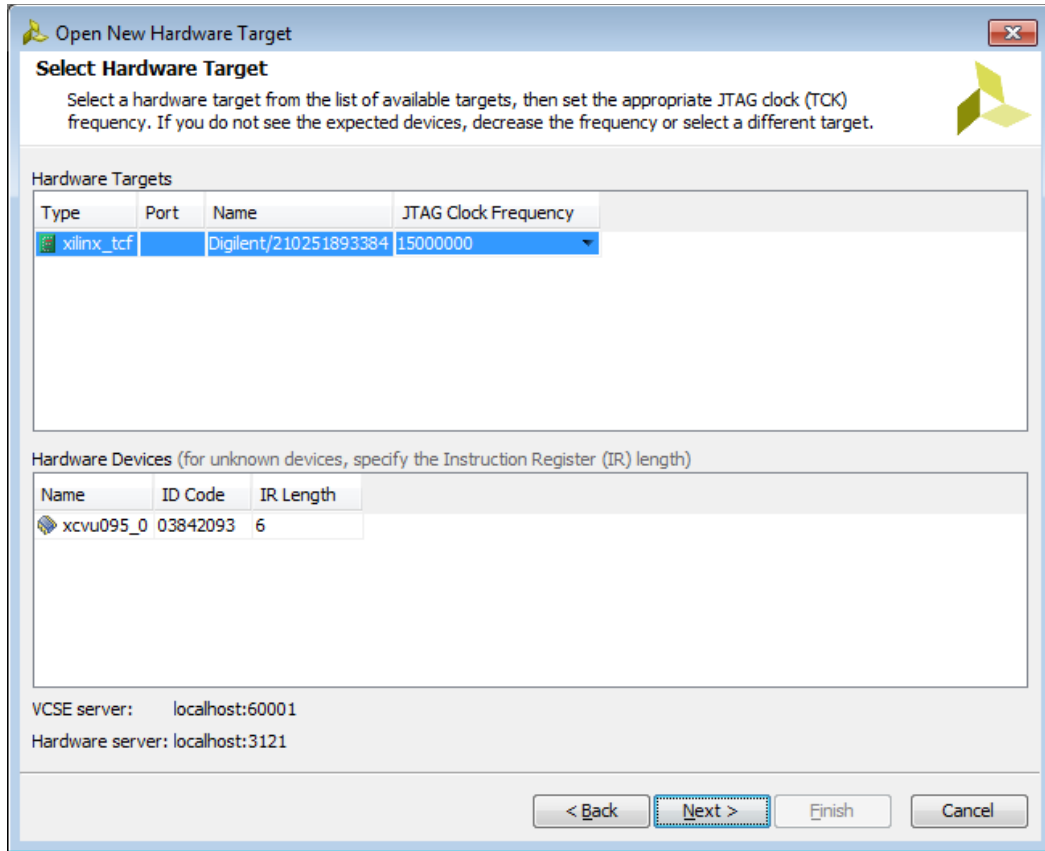 Open New Hardware Target
Select Hardware Target
Select a hardware target from the list of available targets, then set the appropriate JTAG clock (TCK)
frequency. If you do not see the expected devices, decrease the frequency or select a different target.
Hardware Targets
Type Port Name JTAG Clock Frequency
xilinx_tcf Digilent/210251893384 15000000
Hardware Devices (for unknown devices, specify the Instruction Register (IR) length)
Name ID Code IR Length
xcvu095_0 03842093 6
VCSE server: localhost:60001
Hardware server: localhost:3121
< Back Next > Finish Cancel